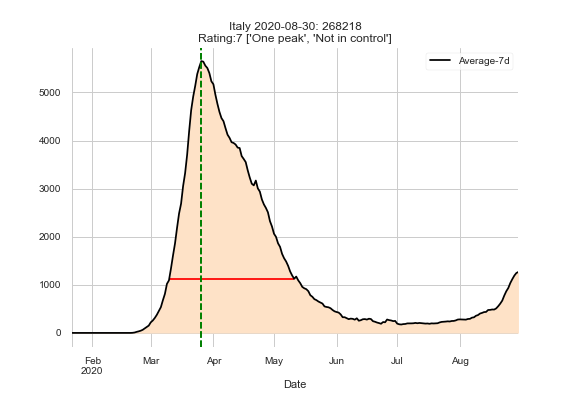 Italy 2020-08-30: 268218
Rating:7 ['One peak', 'Not in control']
Average-7d
5000
4000
3000
2000
1000
0
Feb Mar Apr May Jun Jul Aug
2020
Date